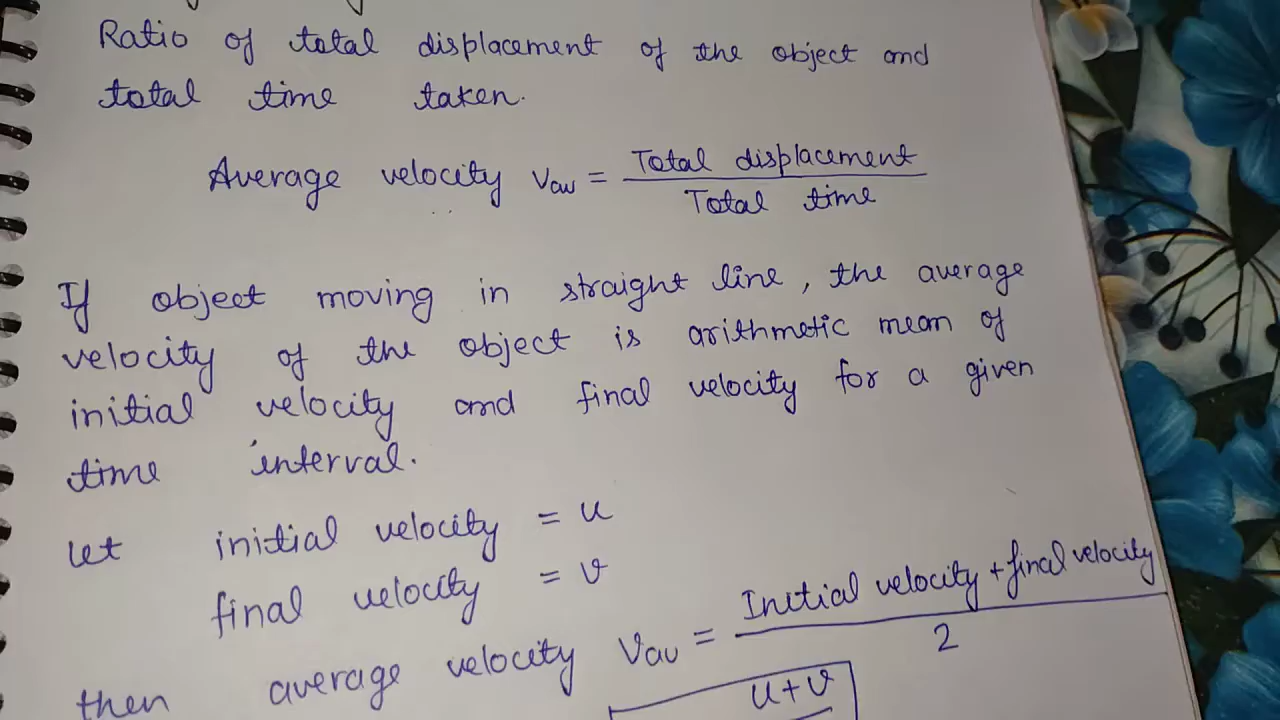 Ratio of total displacement of the object and
total time taken.
Average velocity Vav = Total displacement
Total time
If object moving in straight line, the average
velocity of the object is arithmetic mean of
initial velocity and final velocity for a given
time interval.
Let initial velocity = u
final velocity = v
then average velocity Vav = Initial velocity + final velocity
2
u + v